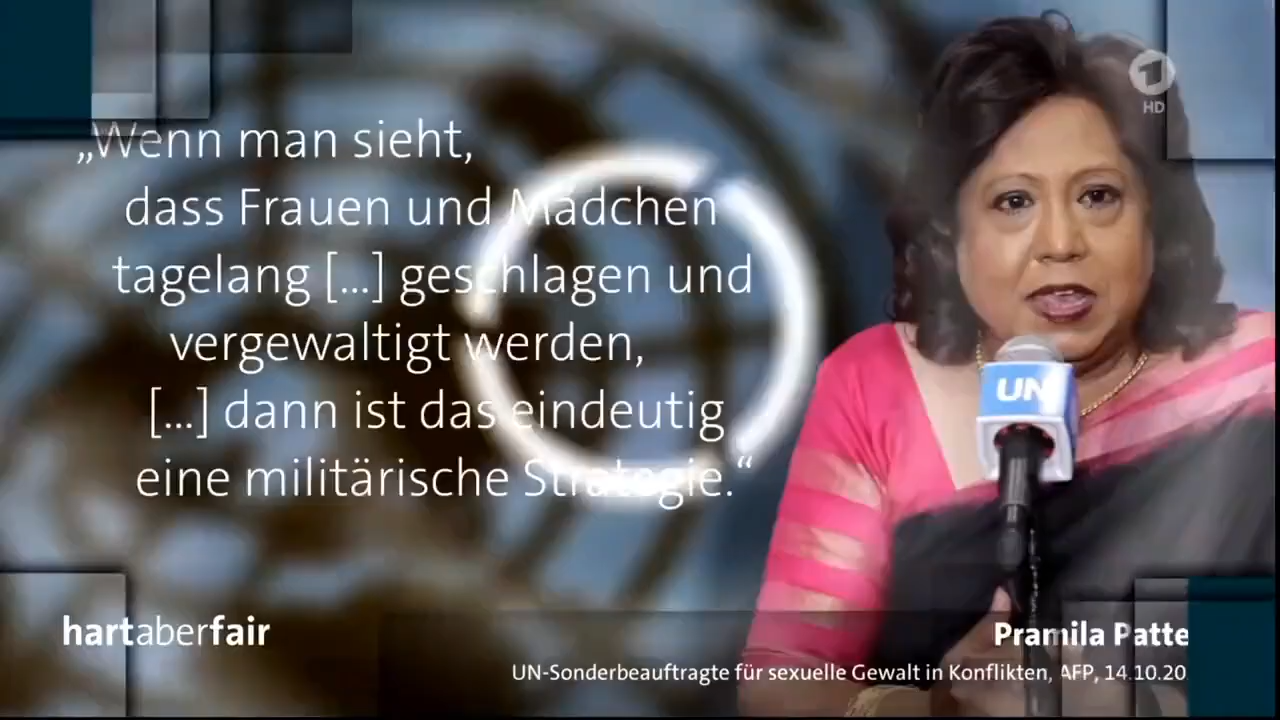 „Wenn man sieht,
dass Frauen und Mädchen
tagelang [...] geschlagen und
vergewaltigt werden,
[...] dann ist das eindeutig
eine militärische Strategie.“
1
HD
UN
hartaberfair
Pramila Patte
UN-Sonderbeauftragte für sexuelle Gewalt in Konflikten, AFP, 14.10.20